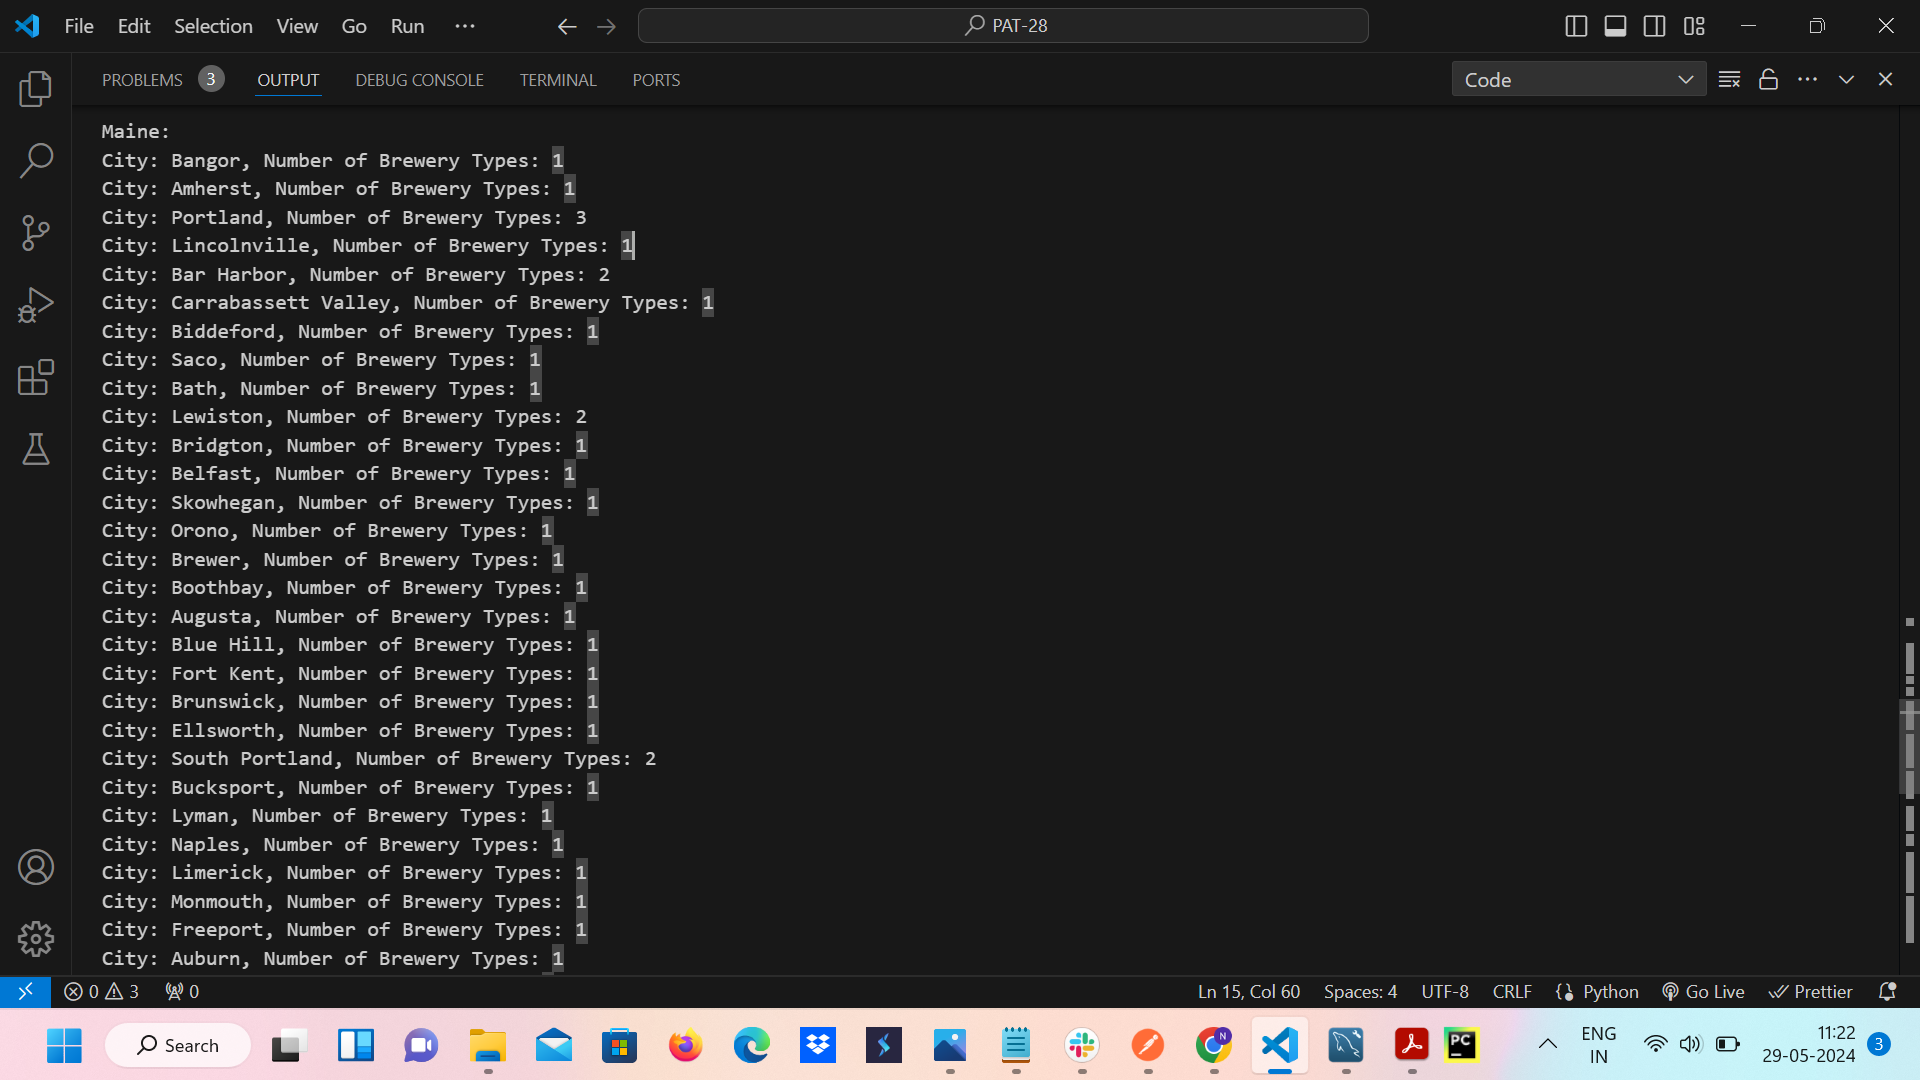 File Edit Selection View Go Run ··· PAT-28
PROBLEMS 3 OUTPUT DEBUG CONSOLE TERMINAL PORTS Code
Maine:
City: Bangor, Number of Brewery Types: 1
City: Amherst, Number of Brewery Types: 1
City: Portland, Number of Brewery Types: 3
City: Lincolnville, Number of Brewery Types: 1
City: Bar Harbor, Number of Brewery Types: 2
City: Carrabassett Valley, Number of Brewery Types: 1
City: Biddeford, Number of Brewery Types: 1
City: Saco, Number of Brewery Types: 1
City: Bath, Number of Brewery Types: 1
City: Lewiston, Number of Brewery Types: 2
City: Bridgton, Number of Brewery Types: 1
City: Belfast, Number of Brewery Types: 1
City: Skowhegan, Number of Brewery Types: 1
City: Orono, Number of Brewery Types: 1
City: Brewer, Number of Brewery Types: 1
City: Boothbay, Number of Brewery Types: 1
City: Augusta, Number of Brewery Types: 1
City: Blue Hill, Number of Brewery Types: 1
City: Fort Kent, Number of Brewery Types: 1
City: Brunswick, Number of Brewery Types: 1
City: Ellsworth, Number of Brewery Types: 1
City: South Portland, Number of Brewery Types: 2
City: Bucksport, Number of Brewery Types: 1
City: Lyman, Number of Brewery Types: 1
City: Naples, Number of Brewery Types: 1
City: Limerick, Number of Brewery Types: 1
City: Monmouth, Number of Brewery Types: 1
City: Freeport, Number of Brewery Types: 1
City: Auburn, Number of Brewery Types: 1
0 3 0 Ln 15, Col 60 Spaces: 4 UTF-8 CRLF Python Go Live Prettier
Search N PC ENG 11:22 3
IN 29-05-2024